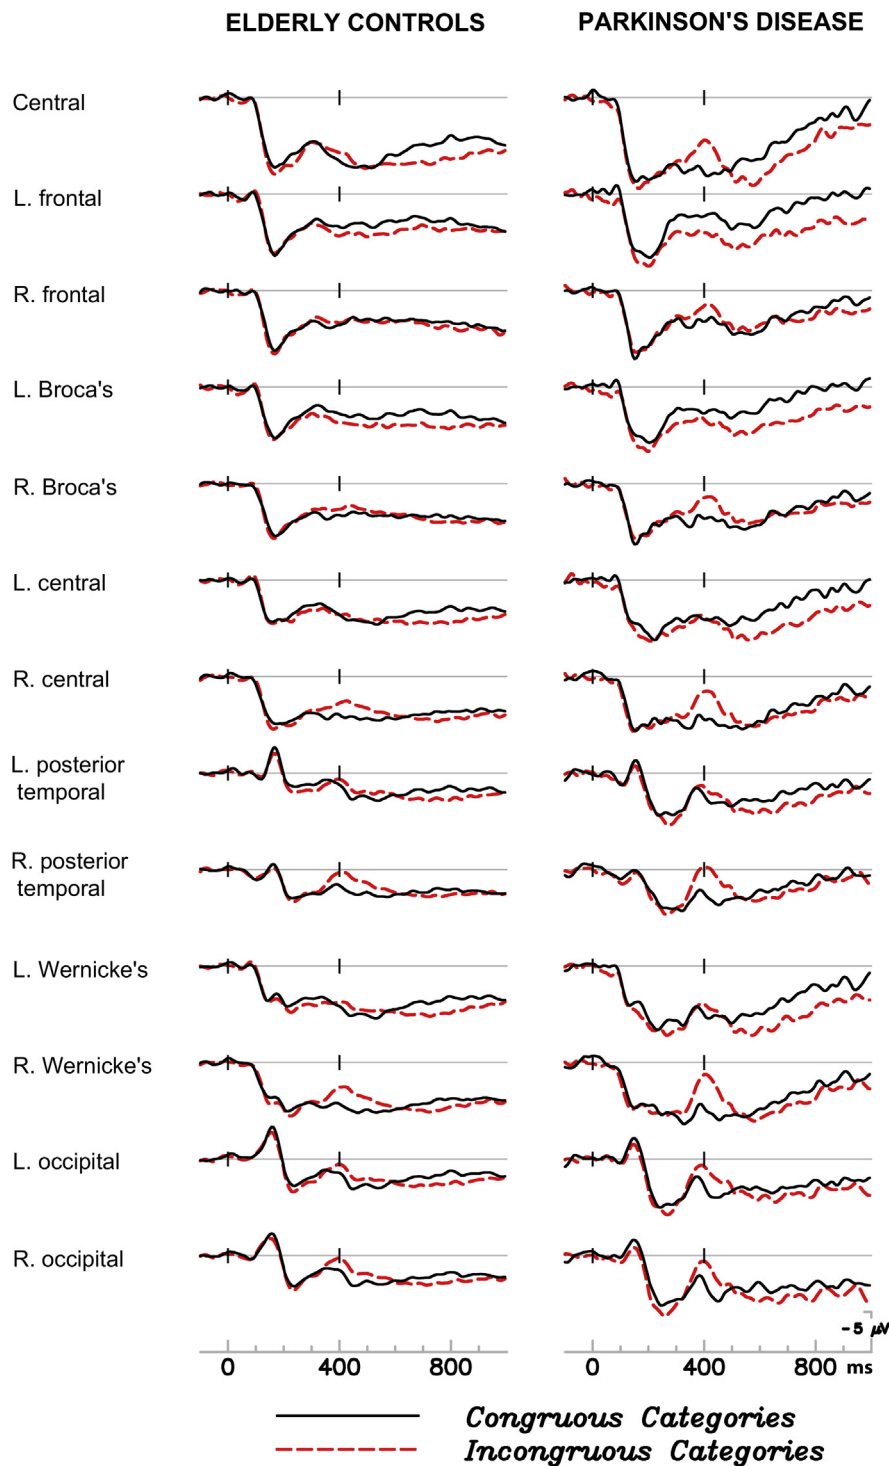 ELDERLY CONTROLS PARKINSON'S DISEASE
Central
L. frontal
R. frontal
L. Broca's
R. Broca's
L. central
R. central
L. posterior
temporal
R. posterior
temporal
L. Wernicke's
R. Wernicke's
L. occipital
R. occipital
-5 μV
0 400 800 0 400 800 ms
Congruous Categories
Incongruous Categories